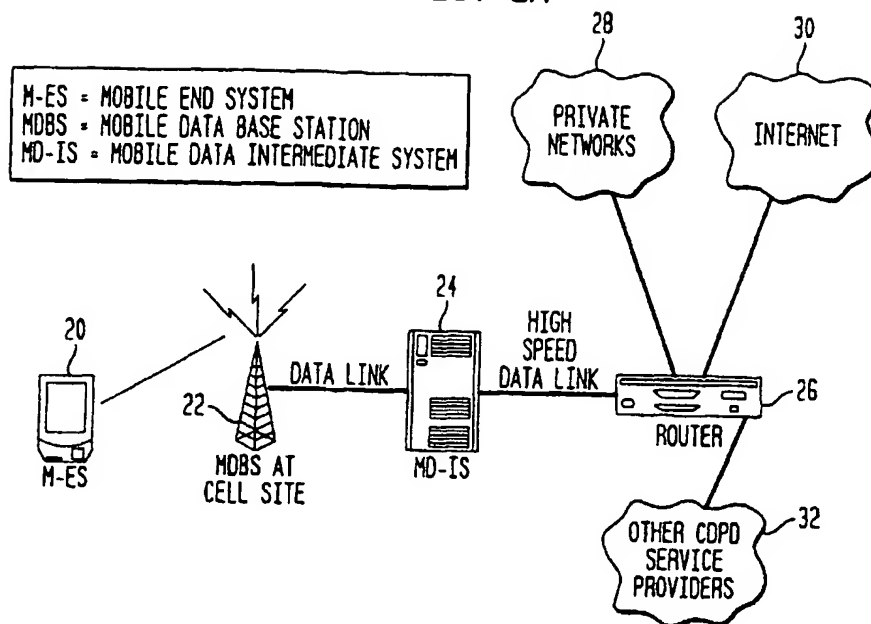 28
30
M-ES = MOBILE END SYSTEM
MDBS = MOBILE DATA BASE STATION
MD-IS = MOBILE DATA INTERMEDIATE SYSTEM
PRIVATE
NETWORKS
INTERNET
20
22
24
HIGH
SPEED
DATA LINK
DATA LINK
26
ROUTER
M-ES
MDBS AT
CELL SITE
MD-IS
OTHER CDPD
SERVICE
PROVIDERS
32